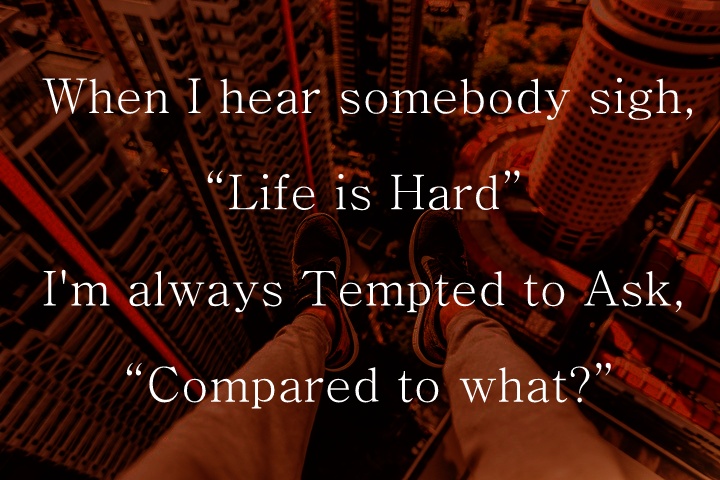 When I hear somebody sigh,
“Life is Hard”
I'm always Tempted to Ask,
“Compared to what?”